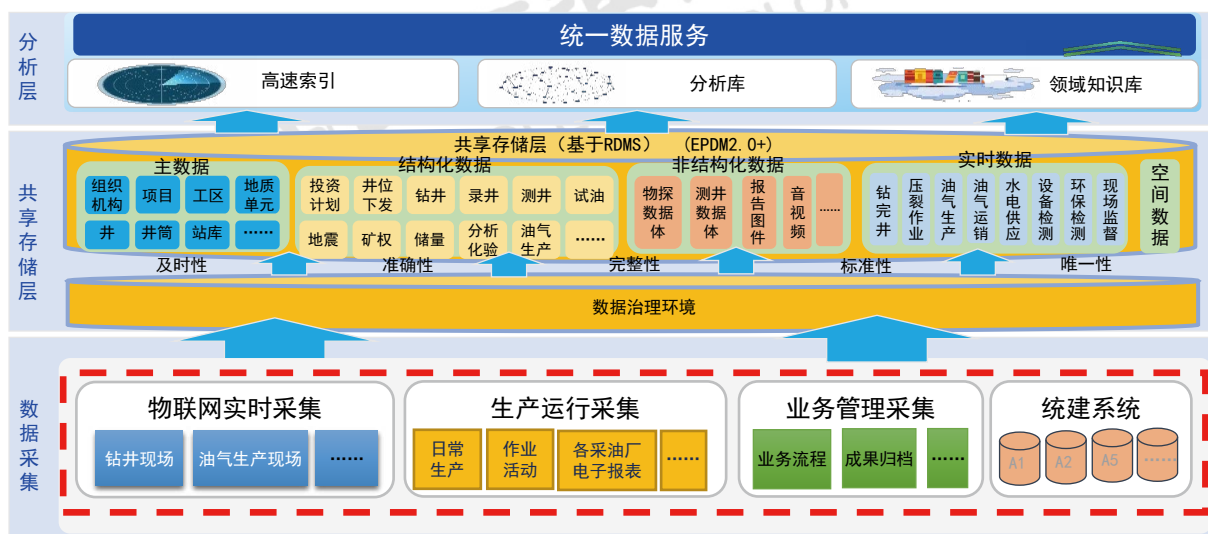 分析层
统一数据服务
高速索引
分析库
领域知识库
共享存储层
共享存储层（基于RDMS） (EPDM2.0+)
主数据
组织机构
项目
工区
地质单元
井
井筒
站库
……
结构化数据
投资计划
井位下发
钻井
录井
测井
试油
地震
矿权
储量
分析化验
油气生产
……
非结构化数据
物探数据体
测井数据体
报告图件
音视频
……
实时数据
钻完井
压裂作业
油气生产
油气运销
水电供应
设备检测
环保检测
现场监督
空间数据
及时性
准确性
完整性
标准性
唯一性
数据治理环境
数据采集
物联网实时采集
钻井现场
油气生产现场
……
生产运行采集
日常生产
作业活动
各采油厂
电子报表
……
业务管理采集
业务流程
成果归档
……
统建系统
A1
A2
A5
……